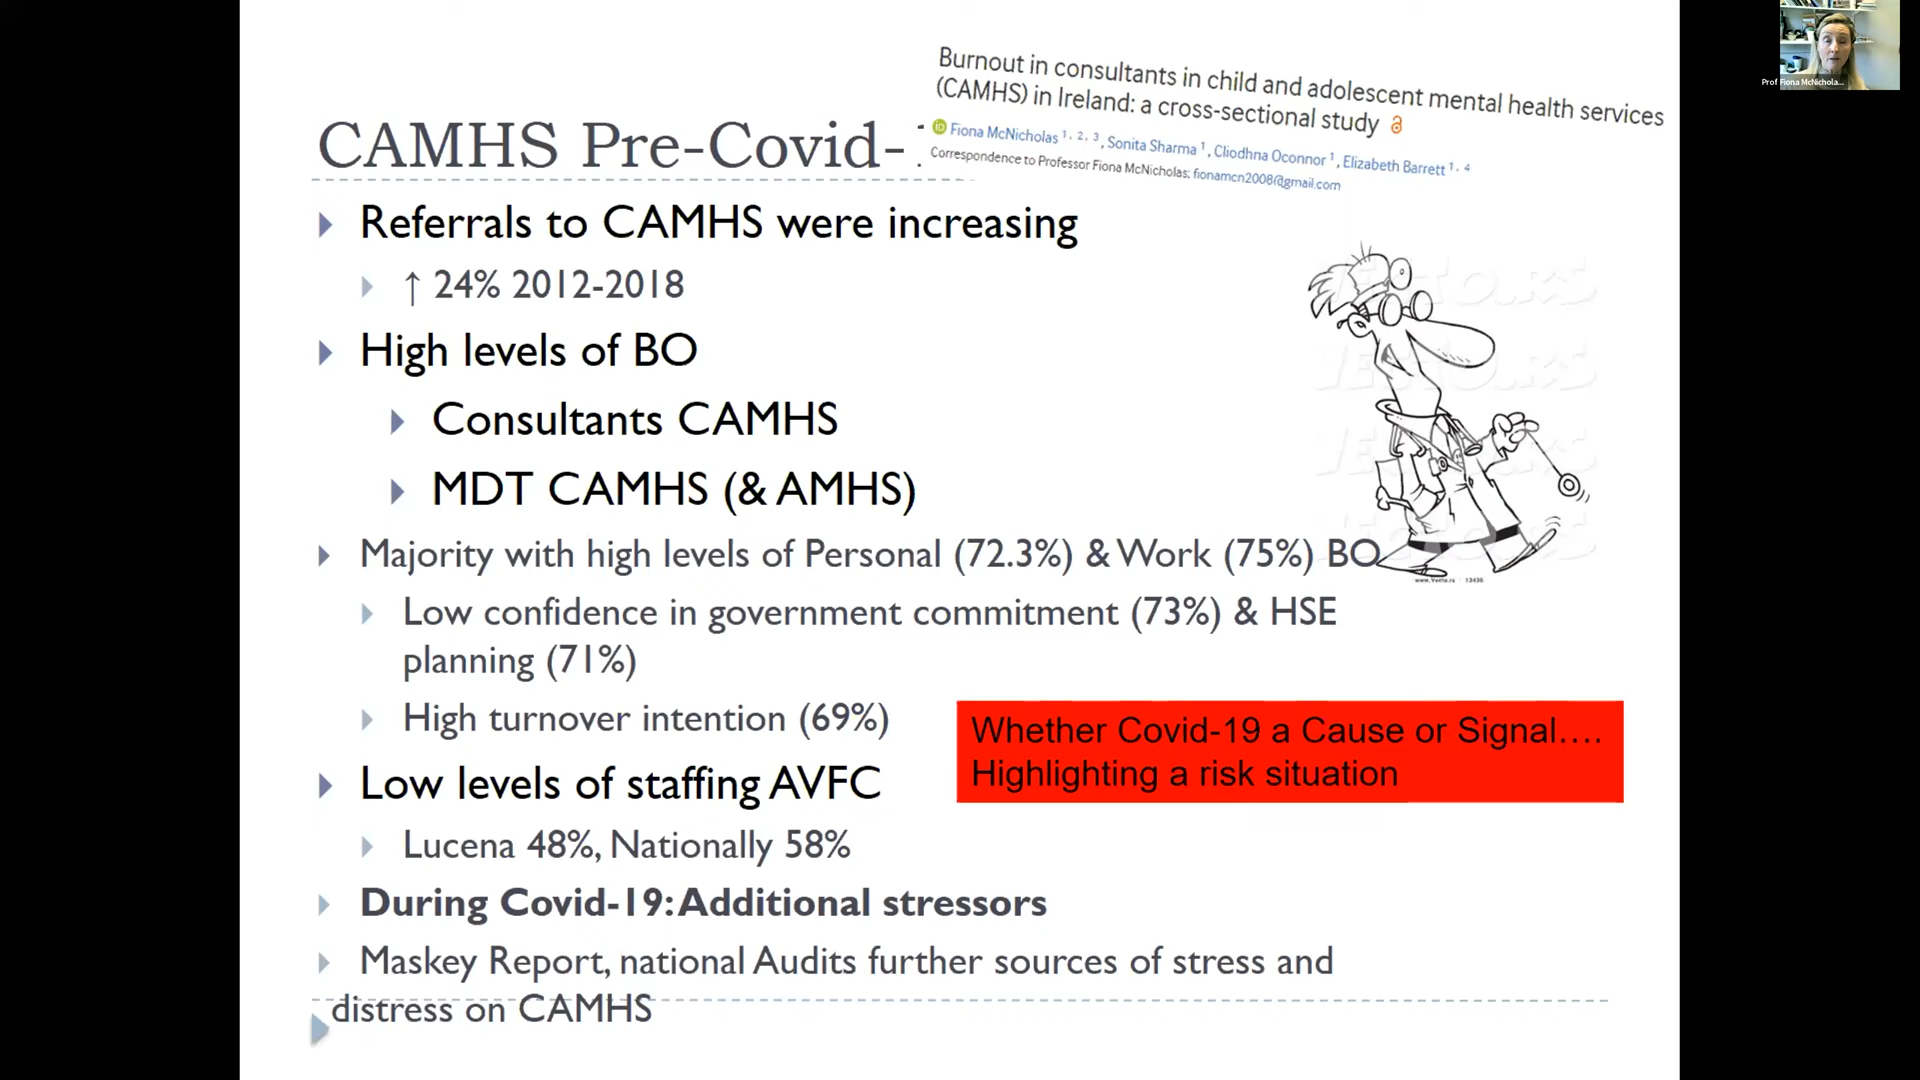 Burnout in consultants in child and adolescent mental health services
(CAMHS) in Ireland: a cross-sectional study
Fiona McNicholas 1, 2, 3, Sonita Sharma 1, Cliodhna Oconnor 1, Elizabeth Barrett 1, 4
Correspondence to Professor Fiona McNicholas; fionamcn2008@gmail.com
Prof Fiona McNichola...
CAMHS Pre-Covid-
Referrals to CAMHS were increasing
↑ 24% 2012-2018
High levels of BO
Consultants CAMHS
MDT CAMHS (& AMHS)
Majority with high levels of Personal (72.3%) & Work (75%) BO
Low confidence in government commitment (73%) & HSE
planning (71%)
High turnover intention (69%)
Whether Covid-19 a Cause or Signal....
Highlighting a risk situation
Low levels of staffing AVFC
Lucena 48%, Nationally 58%
During Covid-19: Additional stressors
Maskey Report, national Audits further sources of stress and
distress on CAMHS